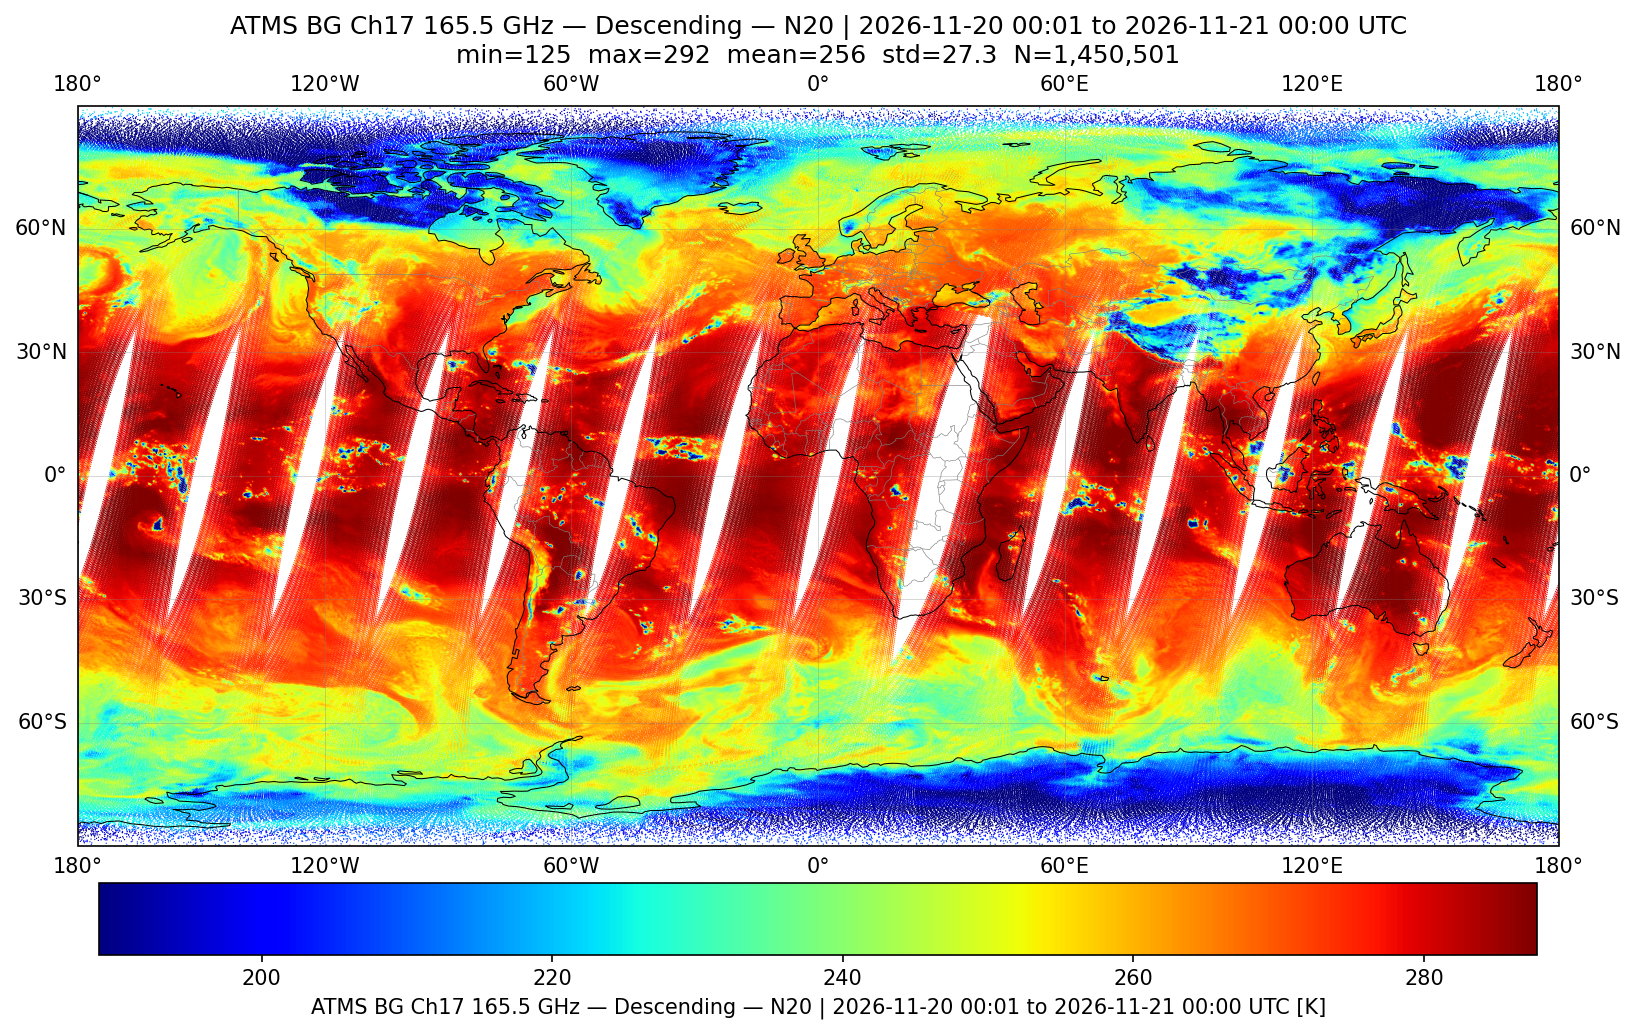 ATMS BG Ch17 165.5 GHz — Descending — N20 | 2026-11-20 00:01 to 2026-11-21 00:00 UTC
min=125 max=292 mean=256 std=27.3 N=1,450,501
180° 120°W 60°W 0° 60°E 120°E 180°
60°N 60°N
30°N 30°N
0° 0°
30°S 30°S
60°S 60°S
180° 120°W 60°W 0° 60°E 120°E 180°
200 220 240 260 280
ATMS BG Ch17 165.5 GHz — Descending — N20 | 2026-11-20 00:01 to 2026-11-21 00:00 UTC [K]